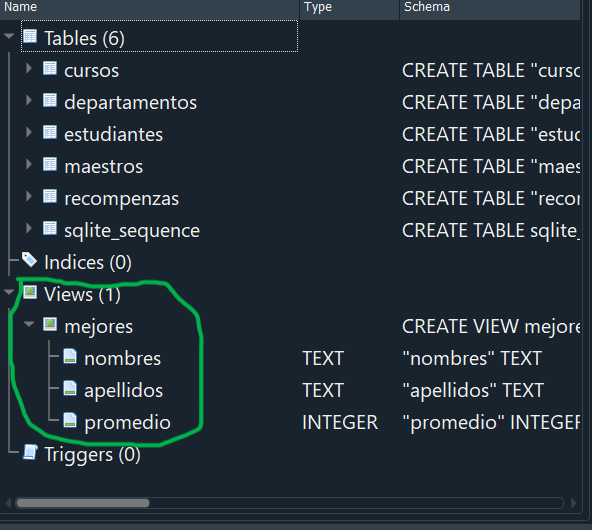 Name Type Schema
Tables (6)
cursos CREATE TABLE "curso
departamentos CREATE TABLE "depa
estudiantes CREATE TABLE "estud
maestros CREATE TABLE "maes
recompenzas CREATE TABLE "recor
sqlite_sequence CREATE TABLE sqlite_
Indices (0)
Views (1)
mejores CREATE VIEW mejore
nombres TEXT "nombres" TEXT
apellidos TEXT "apellidos" TEXT
promedio INTEGER "promedio" INTEGER
Triggers (0)